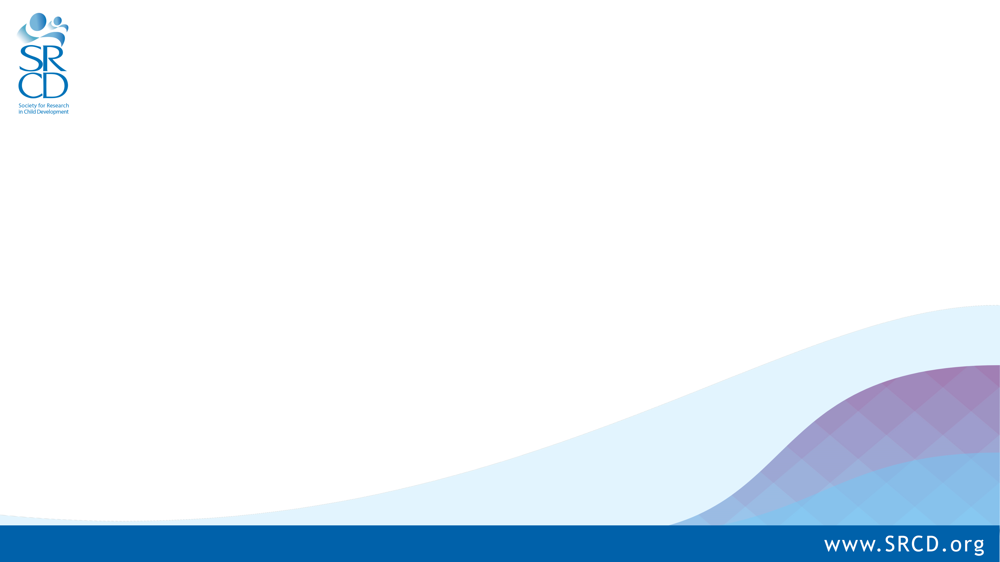 SR
CD
Society for Research
in Child Development
www.SRCD.org